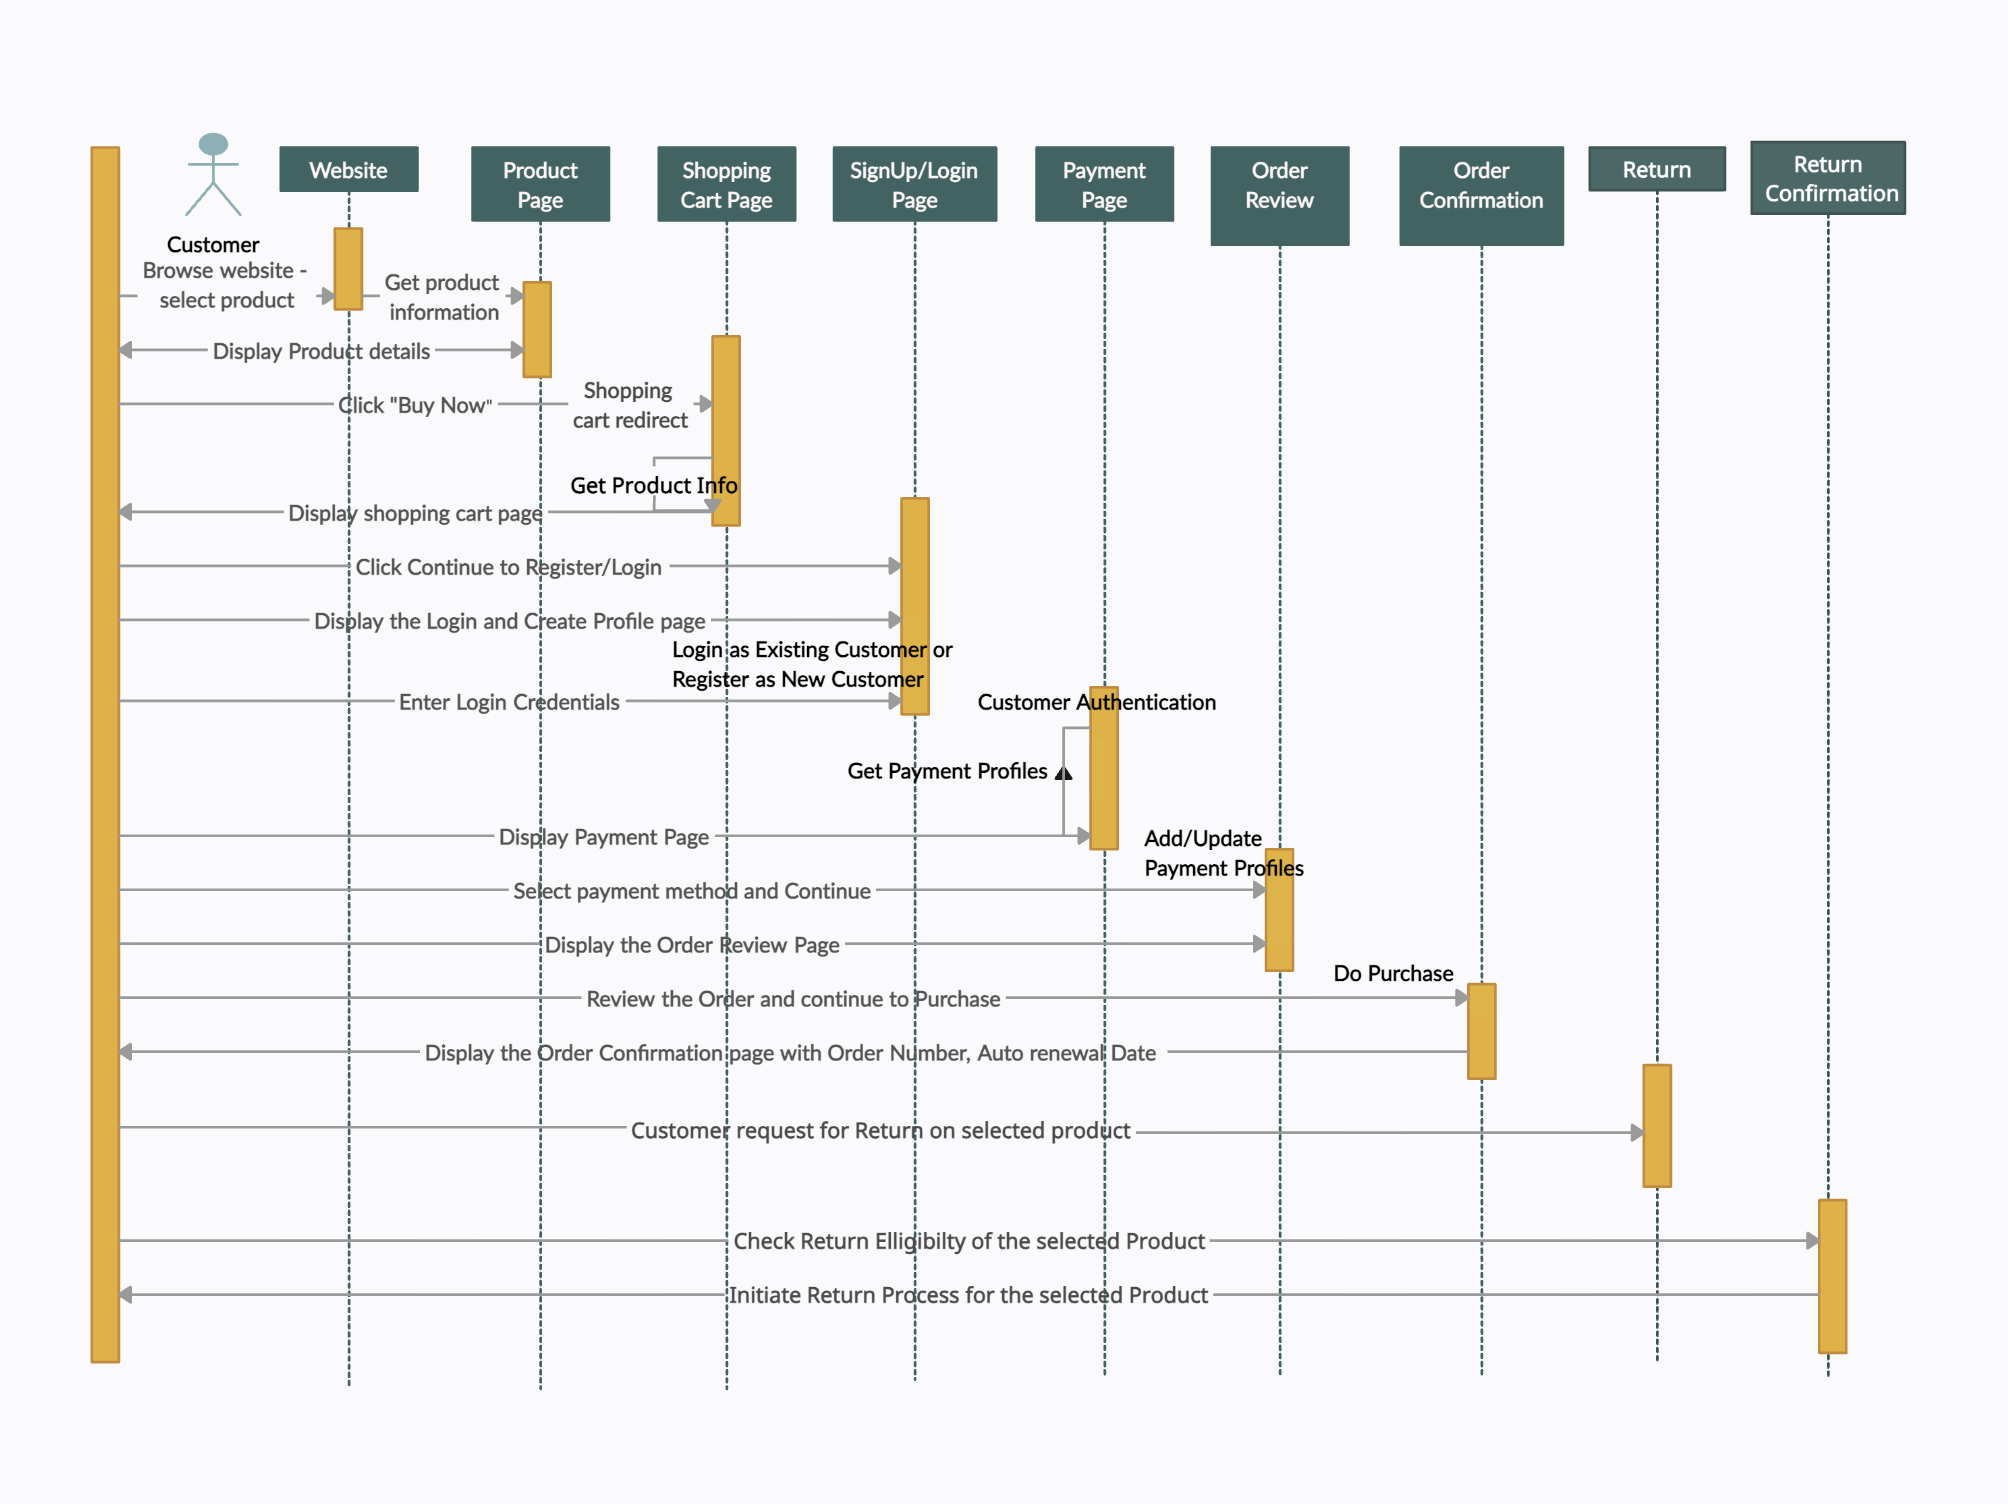 Website
Product
Page
Shopping
Cart Page
SignUp/Login
Page
Payment
Page
Order
Review
Order
Confirmation
Return
Return
Confirmation
Customer
Browse website -
select product
Get product
information
Display Product details
Click "Buy Now"
Shopping
cart redirect
Get Product Info
Display shopping cart page
Click Continue to Register/Login
Display the Login and Create Profile page
Login as Existing Customer or
Register as New Customer
Enter Login Credentials
Customer Authentication
Get Payment Profiles
Display Payment Page
Add/Update
Payment Profiles
Select payment method and Continue
Display the Order Review Page
Do Purchase
Review the Order and continue to Purchase
Display the Order Confirmation page with Order Number, Auto renewal Date
Customer request for Return on selected product
Check Return Elligibilty of the selected Product
Initiate Return Process for the selected Product